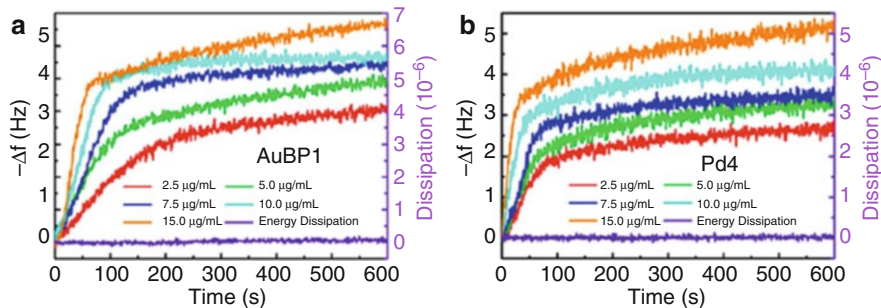 a
−Δf (Hz)
5
4
3
2
1
0
7
6
5
4
3
2
1
0
Dissipation (10⁻⁶)
AuBP1
2.5 µg/mL
5.0 µg/mL
7.5 µg/mL
10.0 µg/mL
15.0 µg/mL
Energy Dissipation
0 100 200 300 400 500 600
Time (s)
b
−Δf (Hz)
5
4
3
2
1
0
6
5
4
3
2
1
0
Dissipation (10⁻⁶)
Pd4
2.5 µg/mL
5.0 µg/mL
7.5 µg/mL
10.0 µg/mL
15.0 µg/mL
Energy Dissipation
0 100 200 300 400 500 600
Time (s)